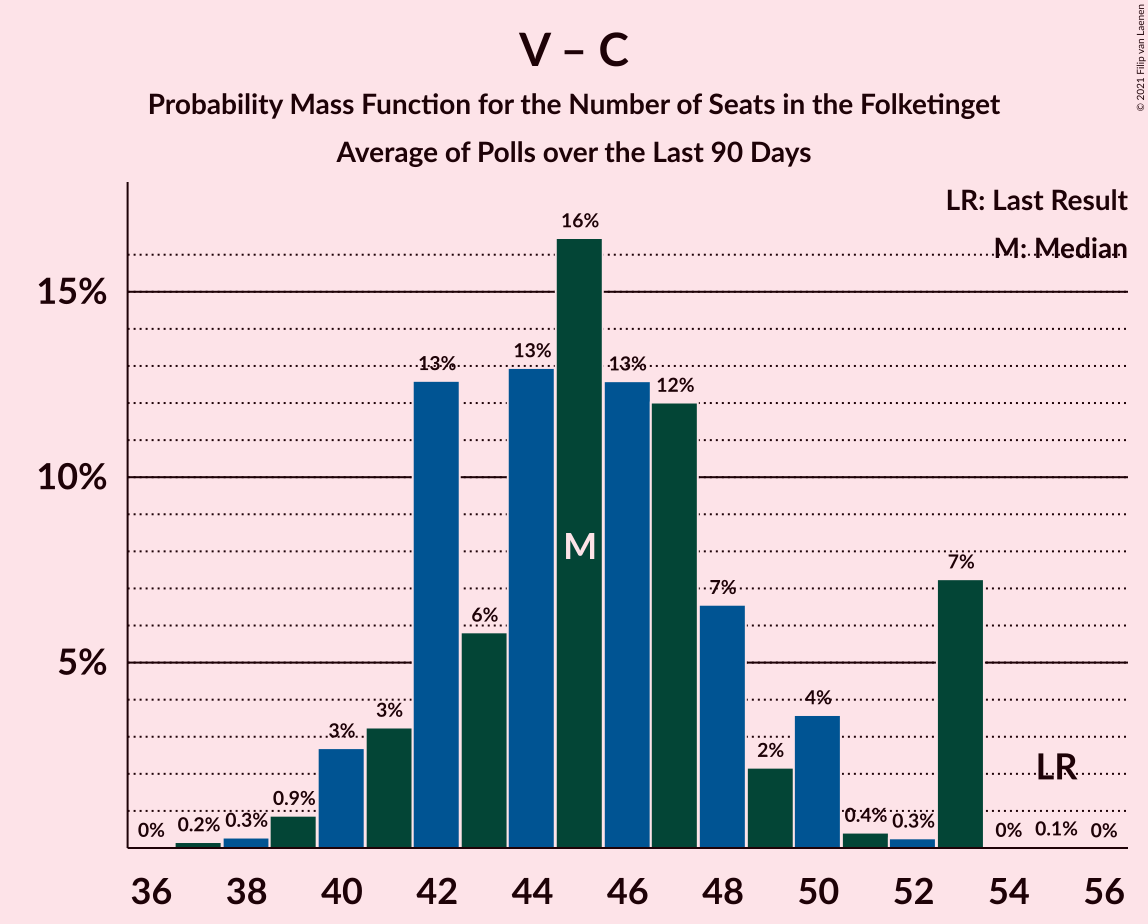 V – C
Probability Mass Function for the Number of Seats in the Folketinget
Average of Polls over the Last 90 Days
© 2021 Filip van Laenen
LR: Last Result
M: Median
15%
10%
5%
0%
0.2%
0.3%
0.9%
3%
3%
13%
6%
13%
16%
13%
12%
7%
2%
4%
0.4%
0.3%
7%
0%
0.1%
0%
M
LR
36 38 40 42 44 46 48 50 52 54 56